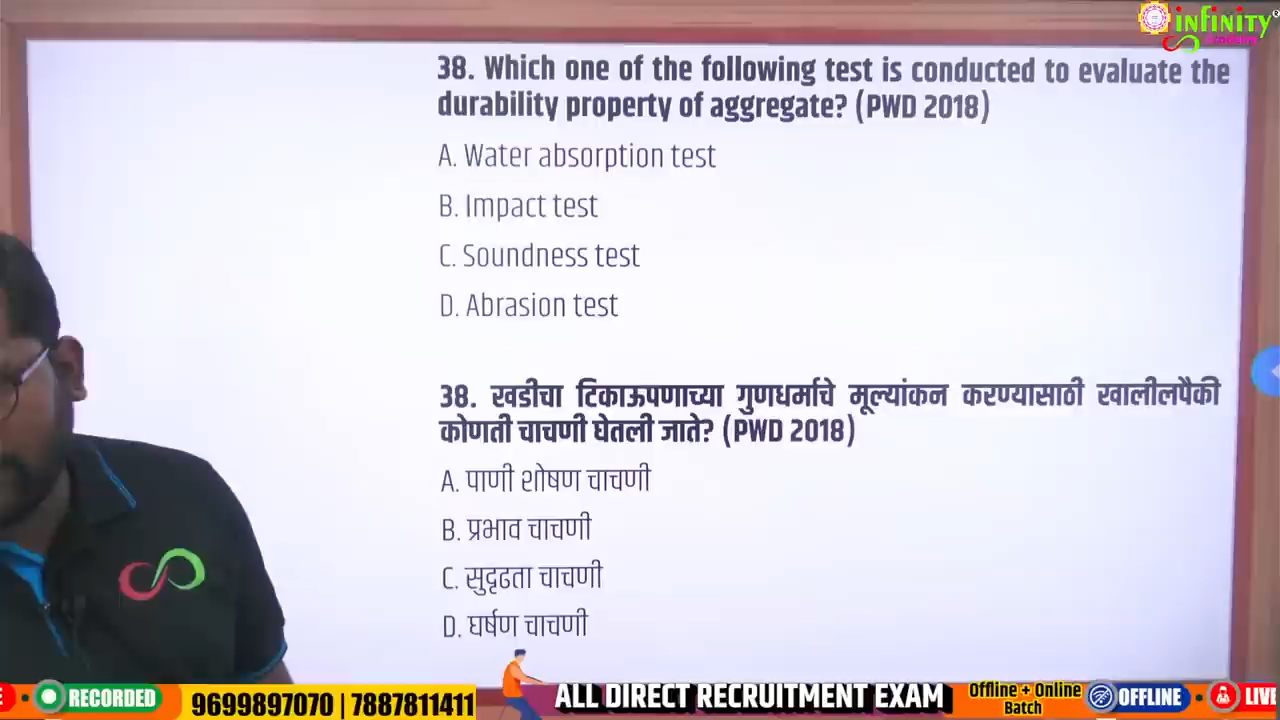 infinity
38. Which one of the following test is conducted to evaluate the
durability property of aggregate? (PWD 2018)
A. Water absorption test
B. Impact test
C. Soundness test
D. Abrasion test
38. खडीचा टिकाऊपणाच्या गुणधर्माचे मूल्यांकन करण्यासाठी खालीलपैकी
कोणती चाचणी घेतली जाते? (PWD 2018)
A. पाणी शोषण चाचणी
B. प्रभाव चाचणी
C. सुदृढता चाचणी
D. घर्षण चाचणी
RECORDED 9699897070 | 7887811411 ALL DIRECT RECRUITMENT EXAM Offline + Online Batch OFFLINE LIVE